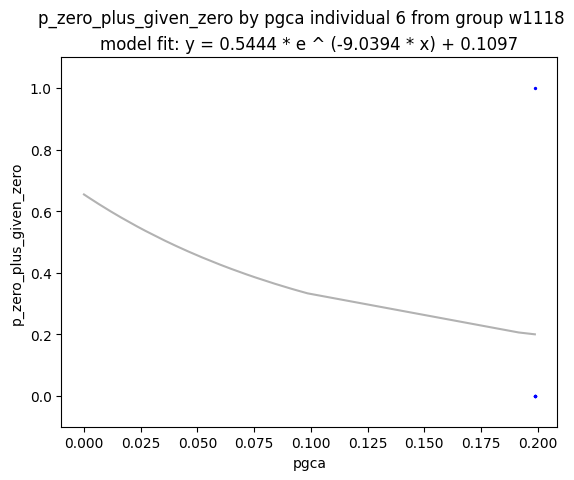 p_zero_plus_given_zero by pgca individual 6 from group w1118
model fit: y = 0.5444 * e ^ (-9.0394 * x) + 0.1097
1.0
0.8
0.6
0.4
0.2
0.0
p_zero_plus_given_zero
0.000 0.025 0.050 0.075 0.100 0.125 0.150 0.175 0.200
pgca